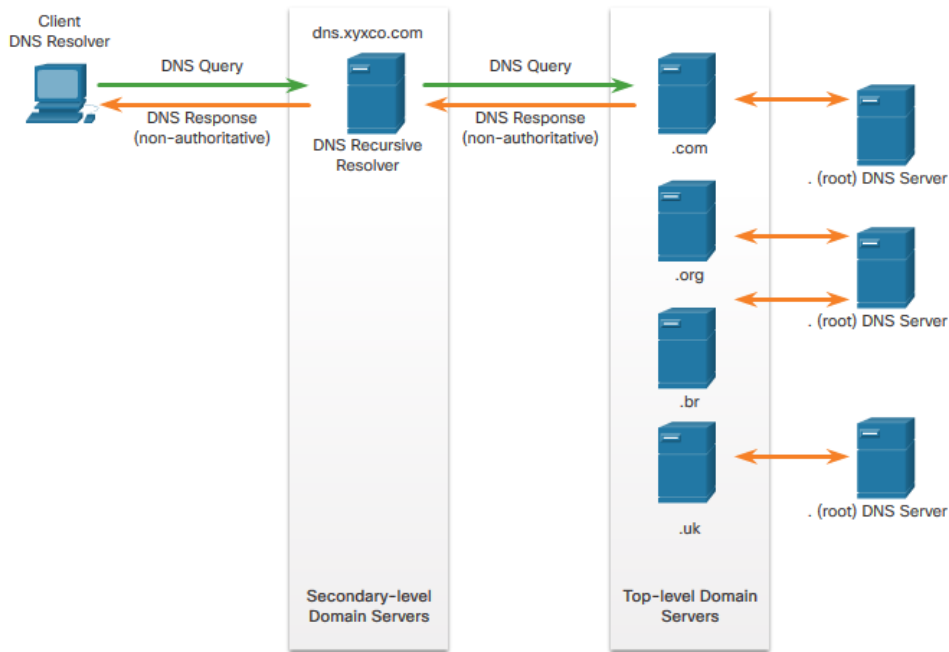 Client
DNS Resolver
dns.xyxco.com
DNS Query
DNS Response
(non-authoritative)
DNS Recursive
Resolver
DNS Query
DNS Response
(non-authoritative)
.com
. (root) DNS Server
.org
. (root) DNS Server
.br
. (root) DNS Server
.uk
Secondary-level
Domain Servers
Top-level Domain
Servers